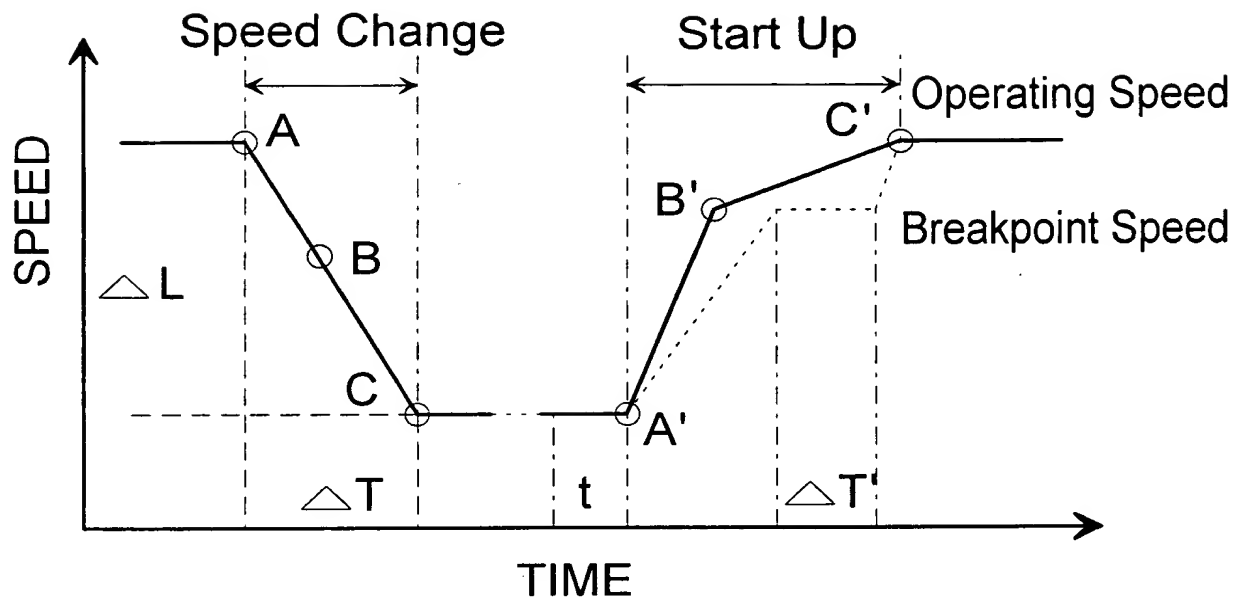 Speed Change
Start Up
Operating Speed
A
C'
B'
SPEED
B
Breakpoint Speed
△ L
C
A'
△ T
t
△ T'
TIME